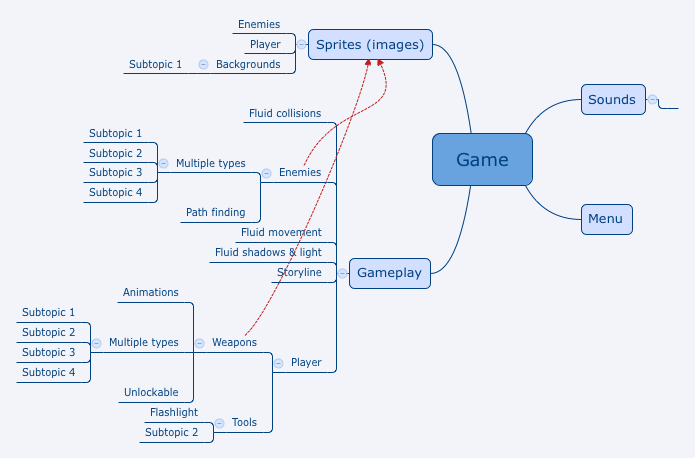 Enemies
Player
Subtopic 1
Backgrounds
Sprites (images)
Sounds
Game
Menu
Fluid collisions
Subtopic 1
Subtopic 2
Subtopic 3
Subtopic 4
Multiple types
Enemies
Path finding
Fluid movement
Fluid shadows & light
Storyline
Gameplay
Animations
Subtopic 1
Subtopic 2
Subtopic 3
Subtopic 4
Multiple types
Weapons
Unlockable
Player
Flashlight
Subtopic 2
Tools